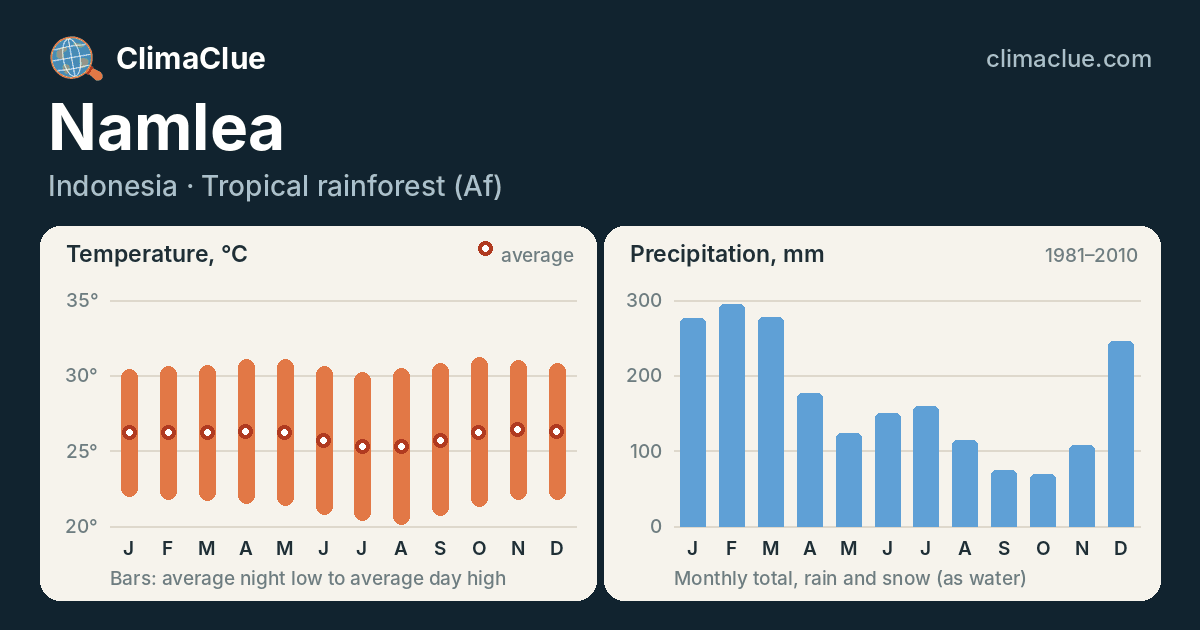 ClimaClue
climaclue.com
Namlea
Indonesia · Tropical rainforest (Af)
Temperature, °C
average
35°
30°
25°
20°
J F M A M J J A S O N D
Bars: average night low to average day high
Precipitation, mm
1981–2010
300
200
100
0
J F M A M J J A S O N D
Monthly total, rain and snow (as water)